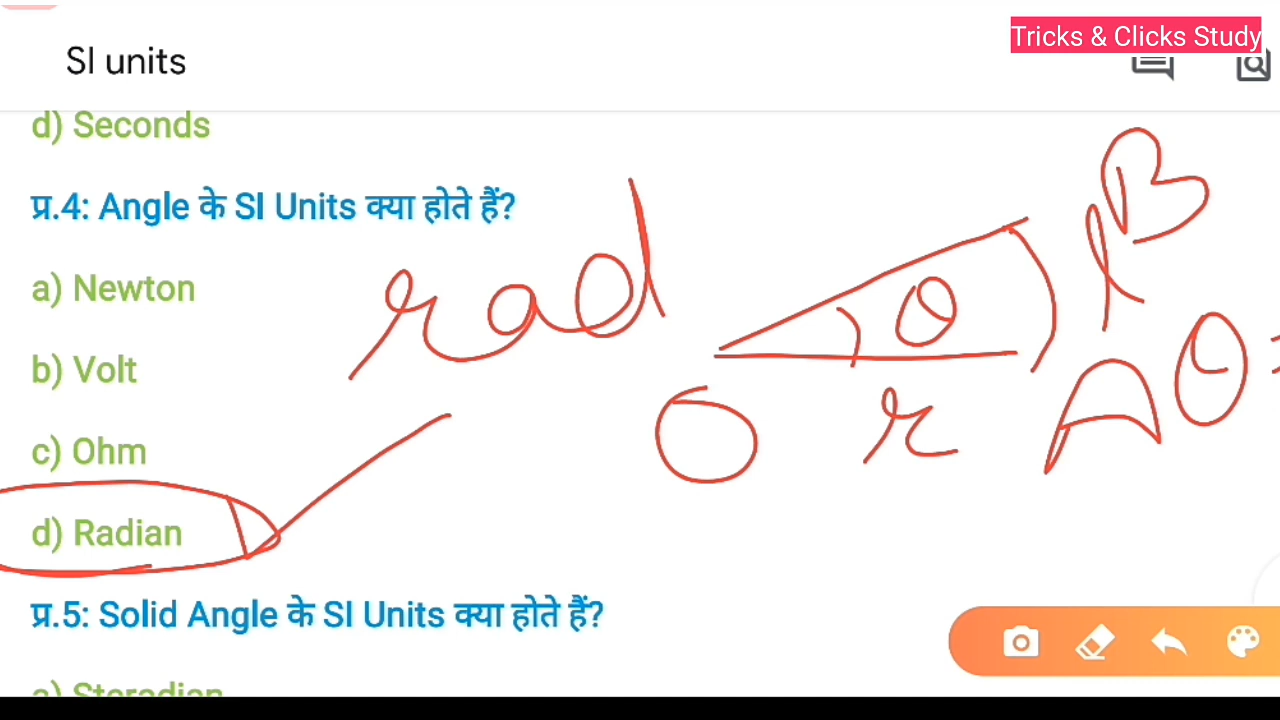 Tricks & Clicks Study
SI units
d) Seconds
प्र.4: Angle के SI Units क्या होते हैं?
a) Newton
b) Volt
c) Ohm
d) Radian
rad
θ
l
B
O
r
A
θ=
प्र.5: Solid Angle के SI Units क्या होते हैं?
a) Steradian